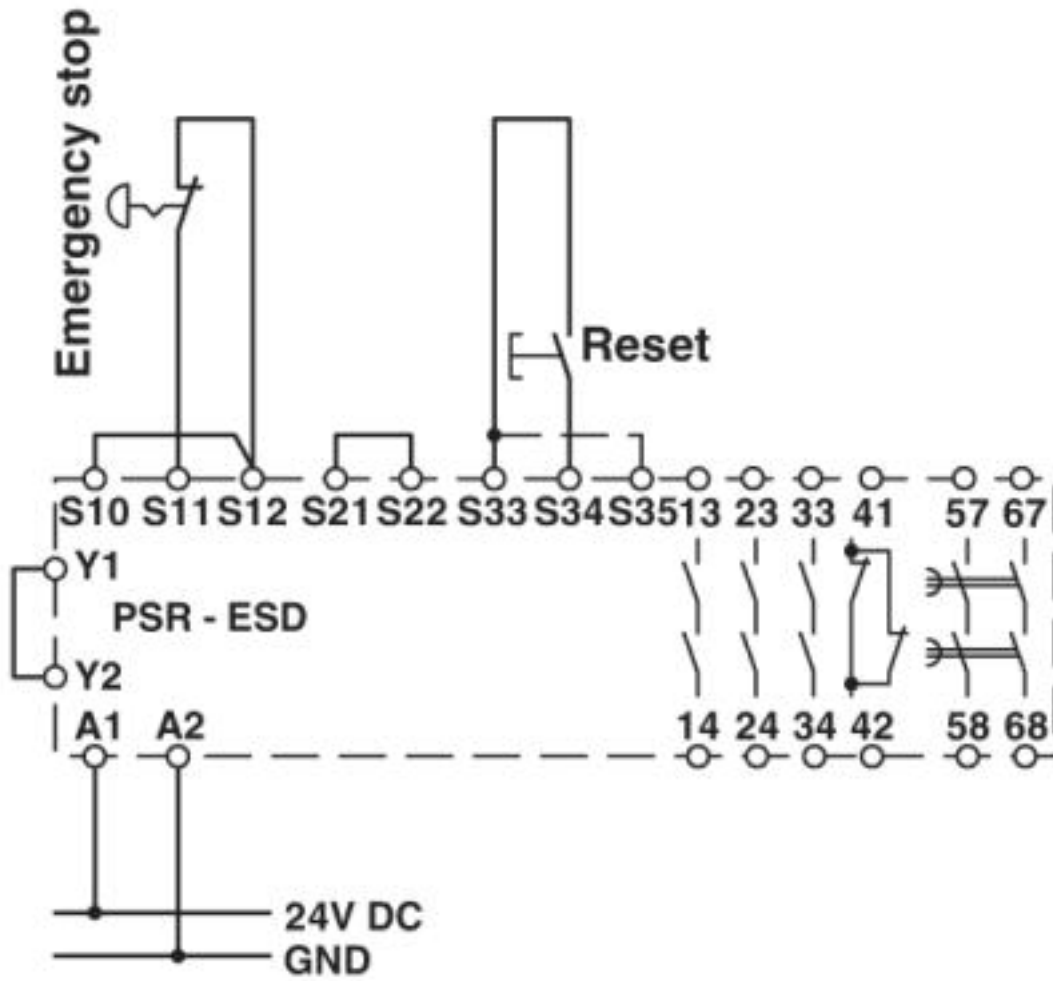 Emergency stop
Reset
S10 S11 S12 S21 S22 S33 S34 S35 13 23 33 41 57 67
Y1
PSR - ESD
Y2
A1 A2 14 24 34 42 58 68
24V DC
GND